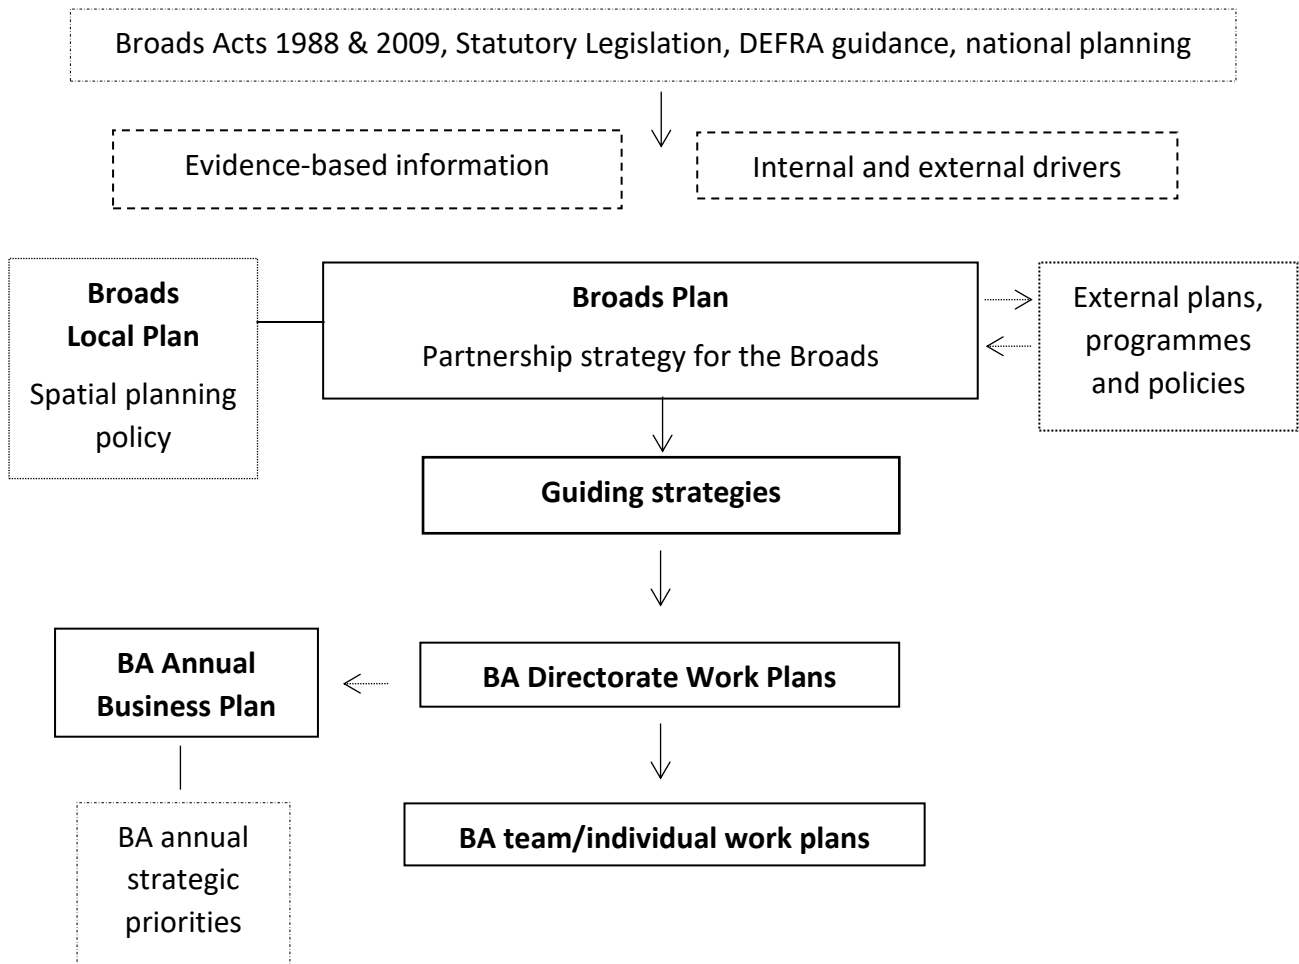 Broads Acts 1988 & 2009, Statutory Legislation, DEFRA guidance, national planning
Evidence-based information
Internal and external drivers
Broads
Local Plan
Spatial planning
policy
Broads Plan
Partnership strategy for the Broads
External plans,
programmes
and policies
Guiding strategies
BA Annual
Business Plan
BA Directorate Work Plans
BA annual
strategic
priorities
BA team/individual work plans